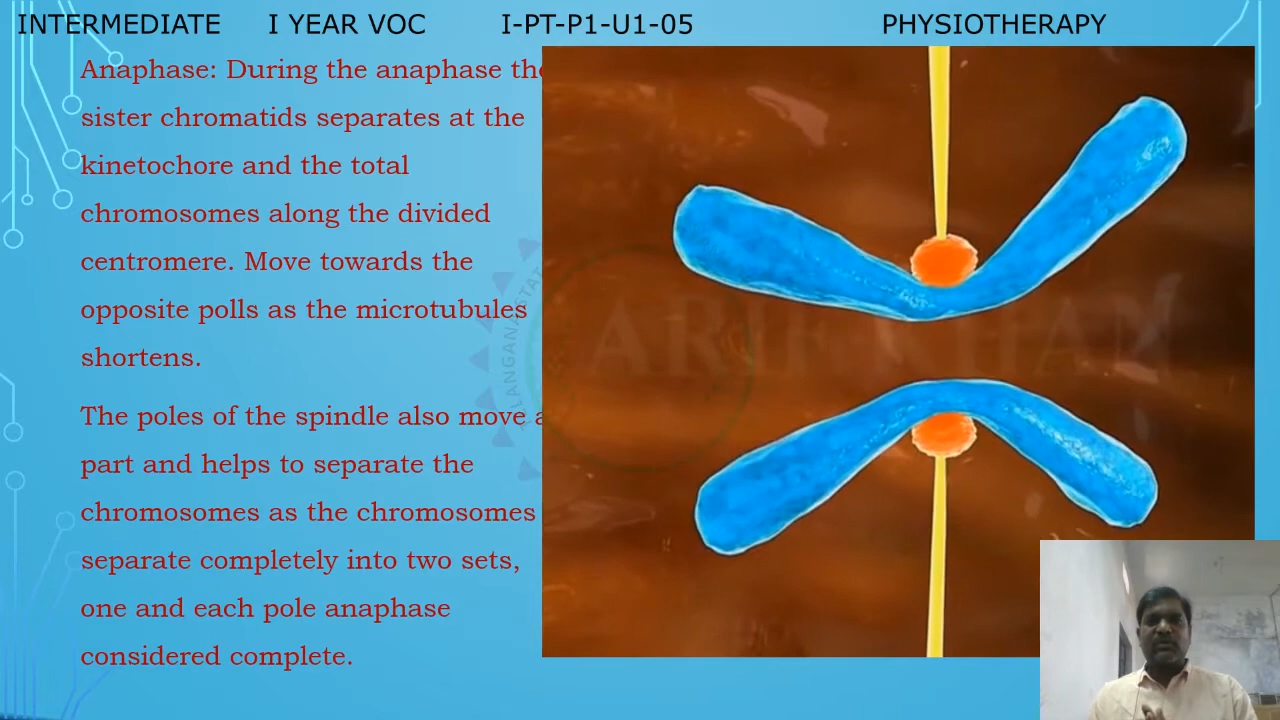 INTERMEDIATE I YEAR VOC I-PT-P1-U1-05 PHYSIOTHERAPY
Anaphase: During the anaphase the
sister chromatids separates at the
kinetochore and the total
chromosomes along the divided
centromere. Move towards the
opposite polls as the microtubules
shortens.
The poles of the spindle also move a
part and helps to separate the
chromosomes as the chromosomes
separate completely into two sets,
one and each pole anaphase
considered complete.